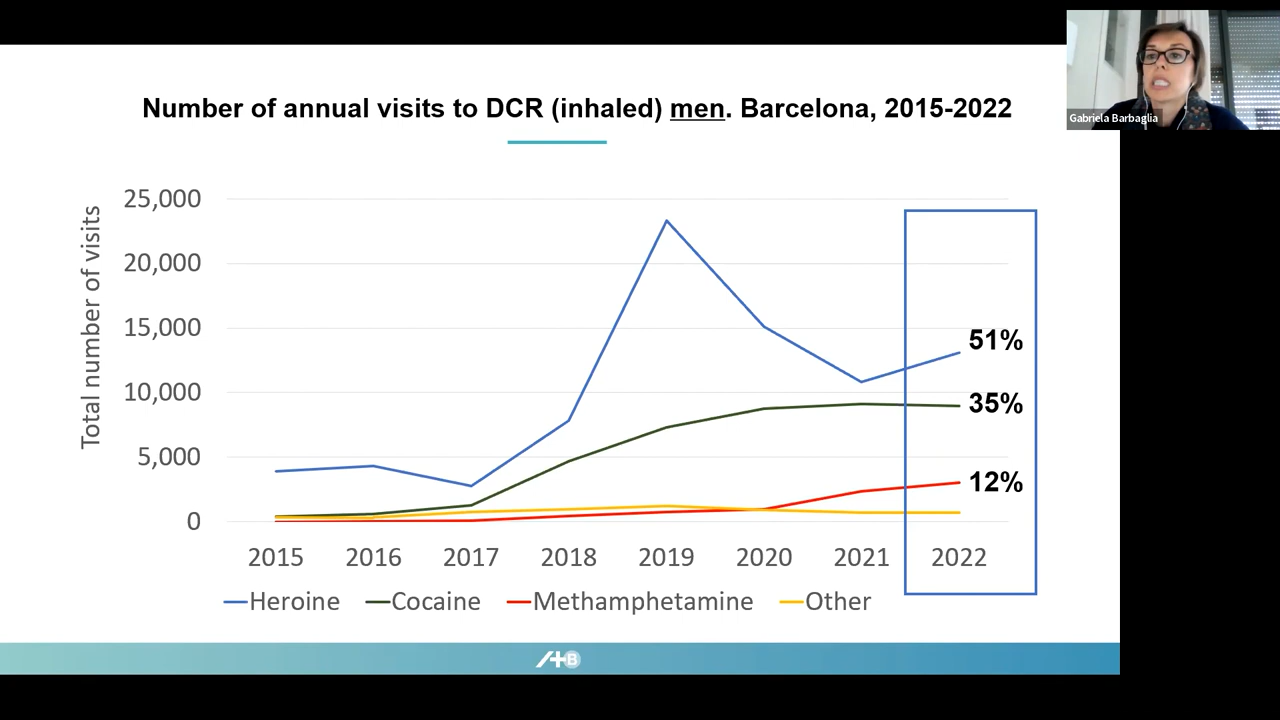 Number of annual visits to DCR (inhaled) men. Barcelona, 2015-2022
Gabriela Barbaglia
Total number of visits
25,000
20,000
15,000
10,000
5,000
0
51%
35%
12%
2015 2016 2017 2018 2019 2020 2021 2022
Heroine Cocaine Methamphetamine Other
B